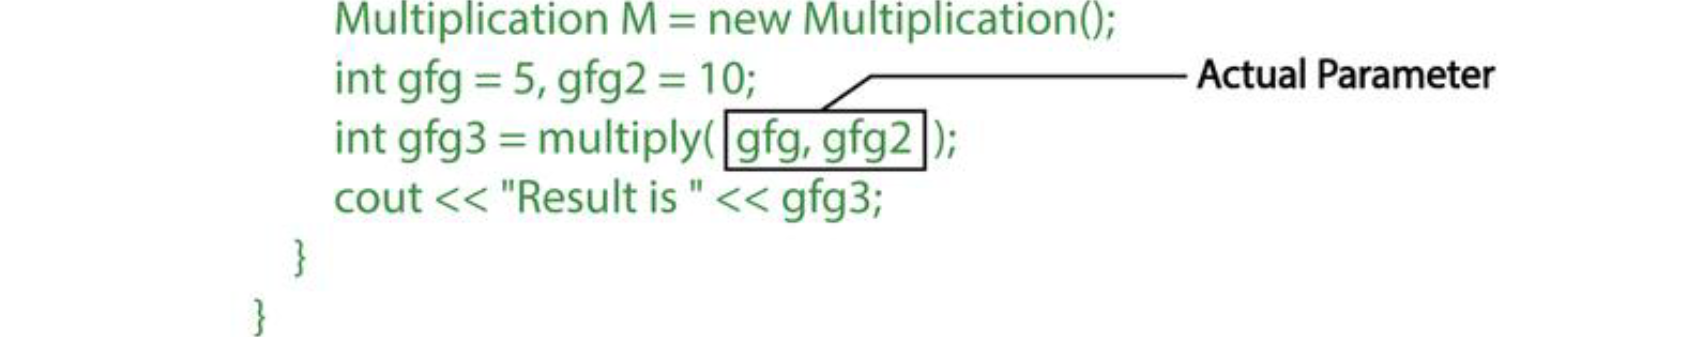 Multiplication M = new Multiplication();
int gfg = 5, gfg2 = 10;
Actual Parameter
int gfg3 = multiply( gfg, gfg2 );
cout << "Result is " << gfg3;
}
}